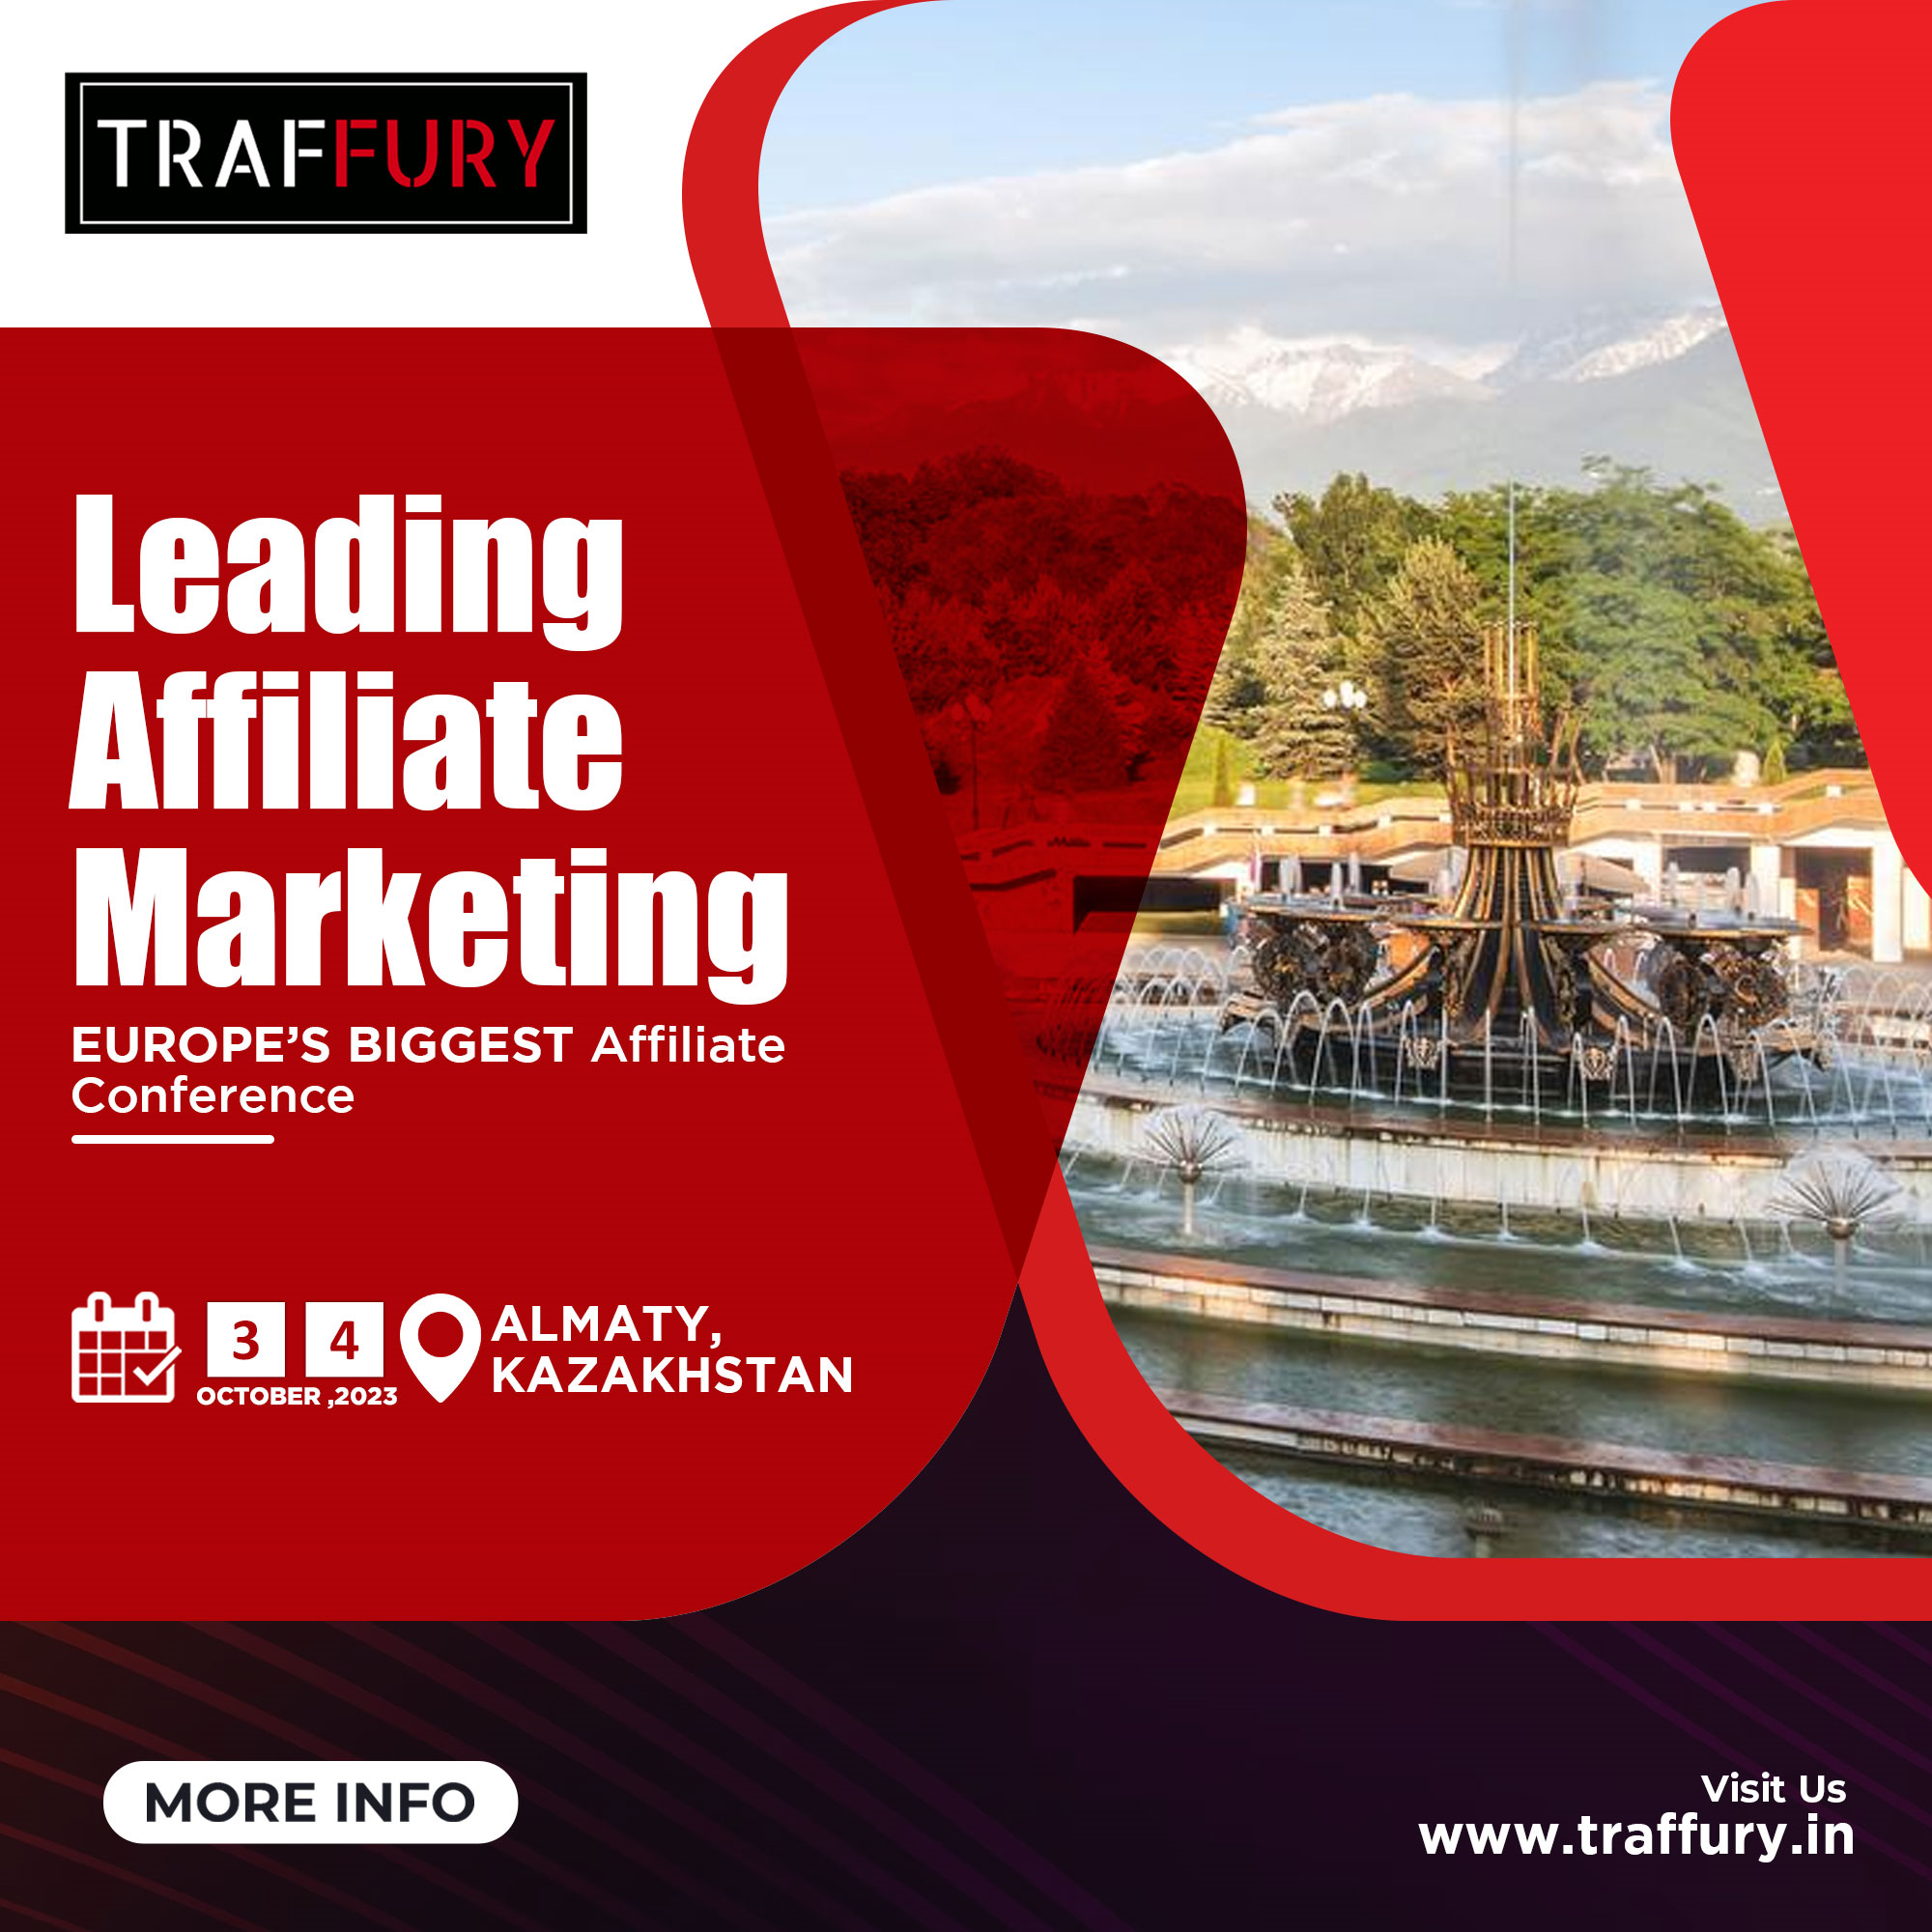 TRAFFURY
Leading
Affiliate
Marketing
EUROPE’S BIGGEST Affiliate
Conference
3 4
OCTOBER ,2023
ALMATY,
KAZAKHSTAN
MORE INFO
Visit Us
www.traffury.in